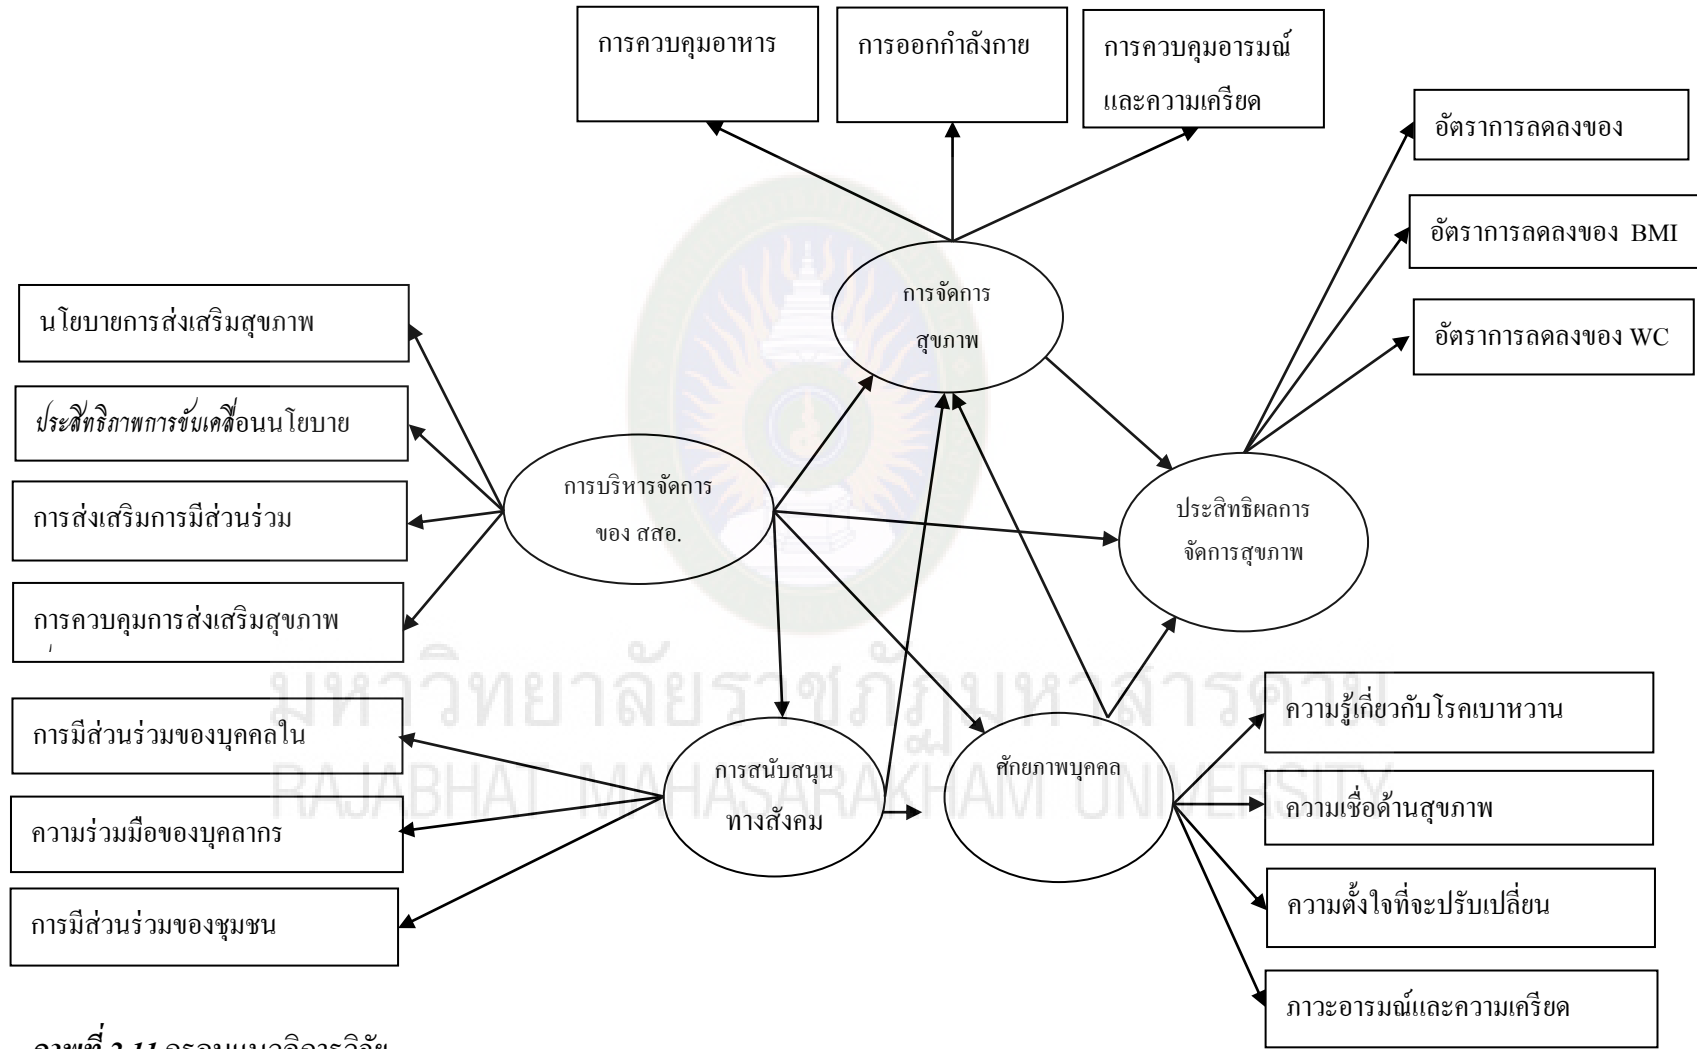 การควบคุมอาหาร
การออกกำลังกาย
การควบคุมอารมณ์
และความเครียด
อัตราการลดลงของ
อัตราการลดลงของ BMI
อัตราการลดลงของ WC
การจัดการ
สุขภาพ
นโยบายการส่งเสริมสุขภาพ
ประสิทธิภาพการขับเคลื่อนนโยบาย
การส่งเสริมการมีส่วนร่วม
การควบคุมการส่งเสริมสุขภาพ
การบริหารจัดการ
ของ สสอ.
ประสิทธิผลการ
จัดการสุขภาพ
การมีส่วนร่วมของบุคคลใน
ความร่วมมือของบุคลากร
การมีส่วนร่วมของชุมชน
การสนับสนุน
ทางสังคม
ศักยภาพบุคคล
ความรู้เกี่ยวกับโรคเบาหวาน
ความเชื่อด้านสุขภาพ
ความตั้งใจที่จะปรับเปลี่ยน
ภาวะอารมณ์และความเครียด
มหาวิทยาลัยราชภัฏมหาสารคาม
RAJABHAT MAHASARAKHAM UNIVERSITY
ภาพที่ 2.11 กรอบแนวคิดการวิจัย